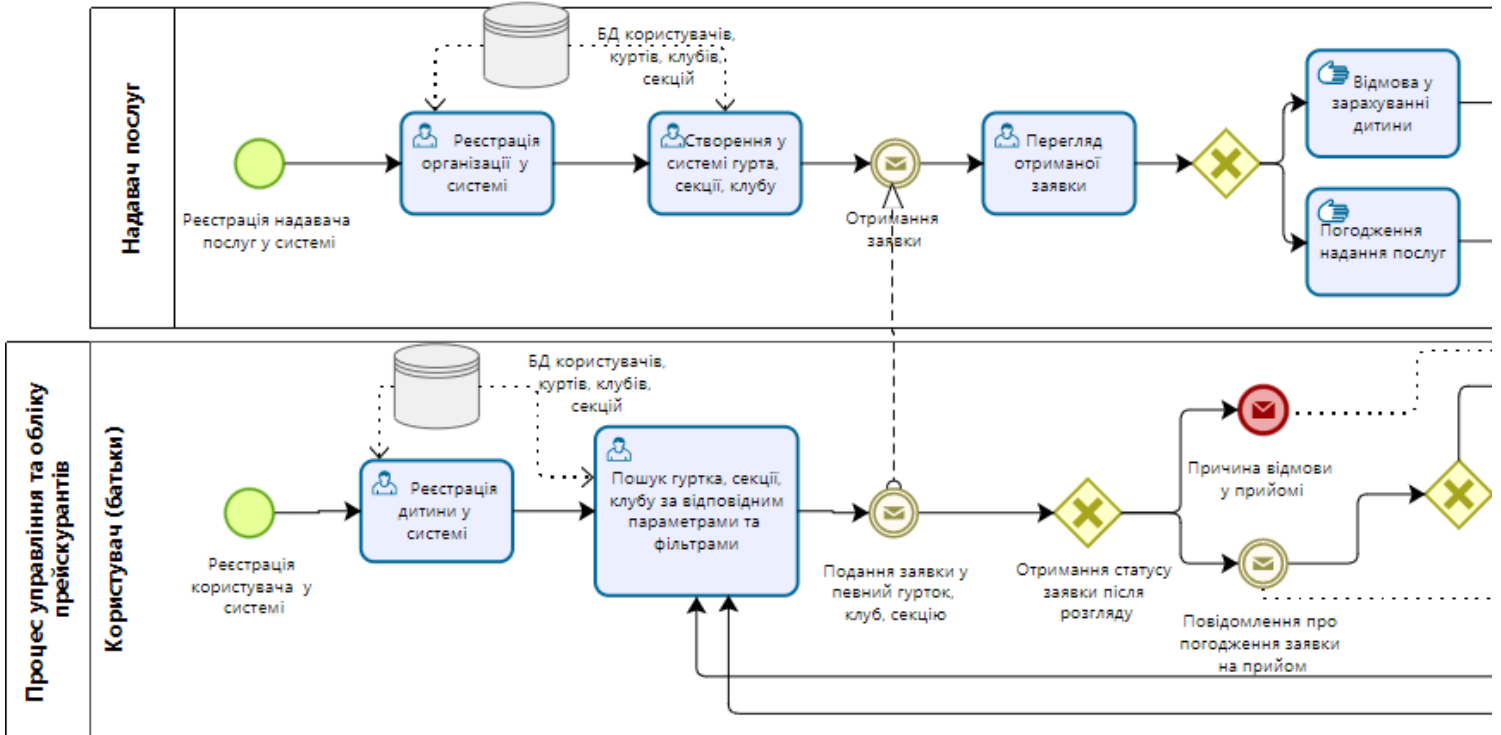 Надавач послуг
БД користувачів,
куртів, клубів,
секцій
Реєстрація надавача
послуг у системі
Реєстрація
організації у
системі
Створення у
системі гурта,
секції, клубу
Отримання
заявки
Перегляд
отриманої
заявки
Відмова у
зарахуванні
дитини
Погодження
надання послуг
Процес управління та обліку
прейскурантів
Користувач (батьки)
БД користувачів,
куртів, клубів,
секцій
Реєстрація
користувача у
системі
Реєстрація
дитини у
системі
Пошук гуртка, секції,
клубу за відповідним
параметрами та
фільтрами
Подання заявки у
певний гурток,
клуб, секцію
Отримання статусу
заявки після
розгляду
Причина відмови
у прийомі
Повідомлення про
погодження заявки
на прийом